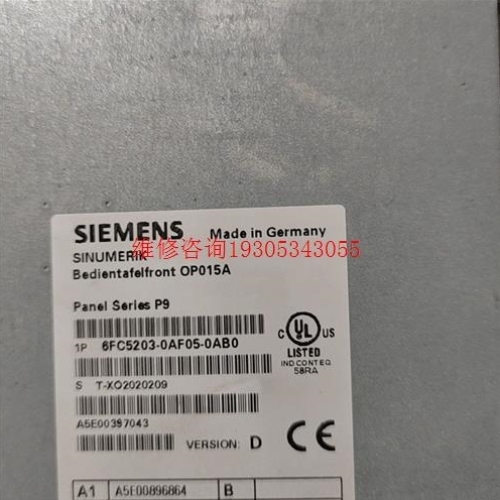 SIEMENS Made in Germany
维修咨询19305343055
SINUMERIK
Bedientafelfront OP015A
Panel Series P9
1P 6FC5203-0AF05-0AB0
S T-XO2020209
A5E00397043
VERSION: D
C UL US
LISTED
IND CONT EQ
58RA
CE
A1 A5E00896864 B